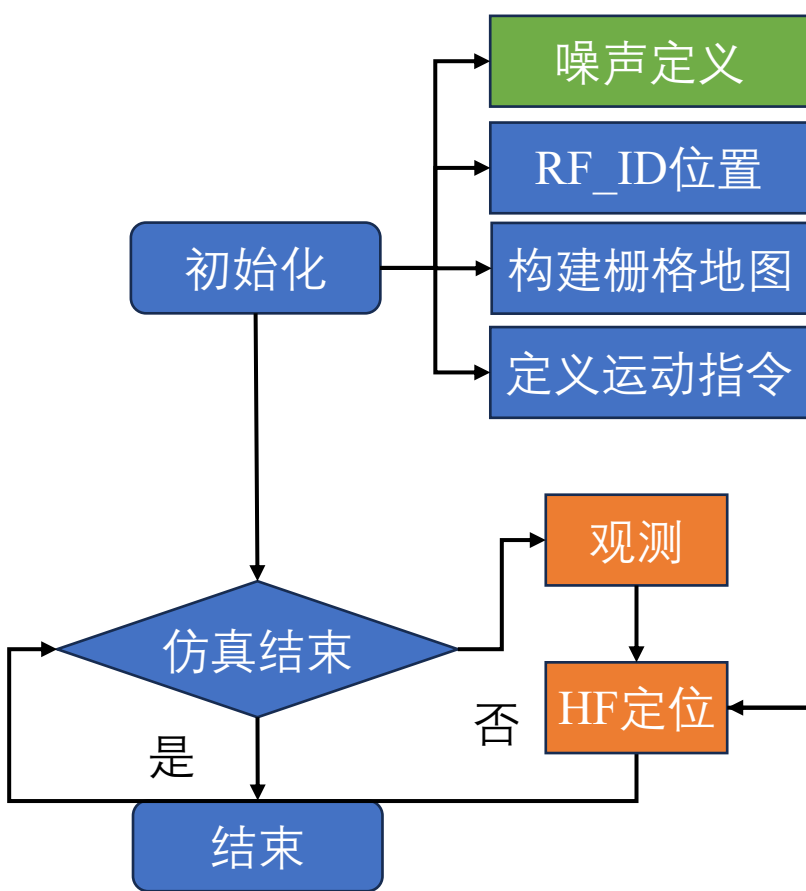 噪声定义
RF_ID位置
初始化
构建栅格地图
定义运动指令
观测
仿真结束
HF定位
否
是
结束